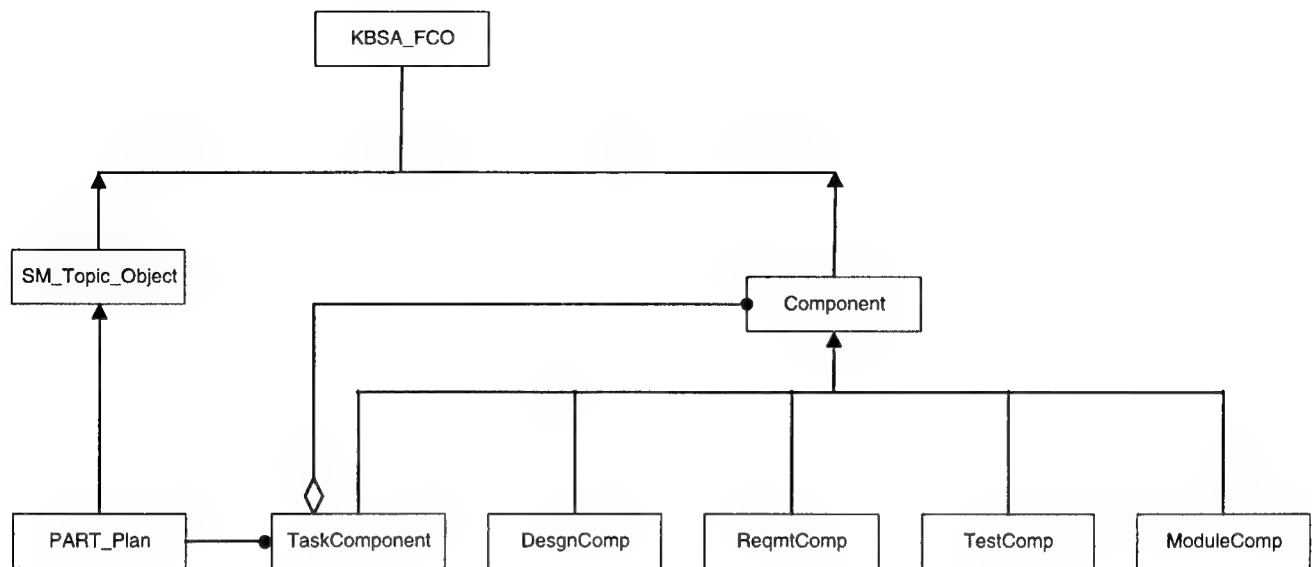 KBSA_FCO
SM_Topic_Object
Component
PART_Plan
TaskComponent
DesgnComp
ReqmtComp
TestComp
ModuleComp